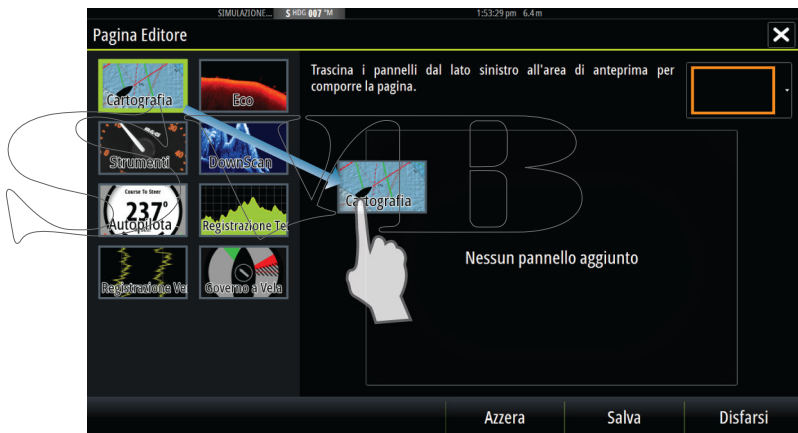 SIMULAZIONE... S HDG 007 °M 1:53:29 pm 6.4 m
Pagina Editore
Cartografia Eco
Trascina i pannelli dal lato sinistro all'area di anteprima per
comporre la pagina.
Strumenti DownScan
B&G
30
0
Cartografia
Course To Steer
237°
Autopilota Registrazione Te
Nessun pannello aggiunto
Registrazione Ve Governo a Vela
Azzera Salva Disfarsi